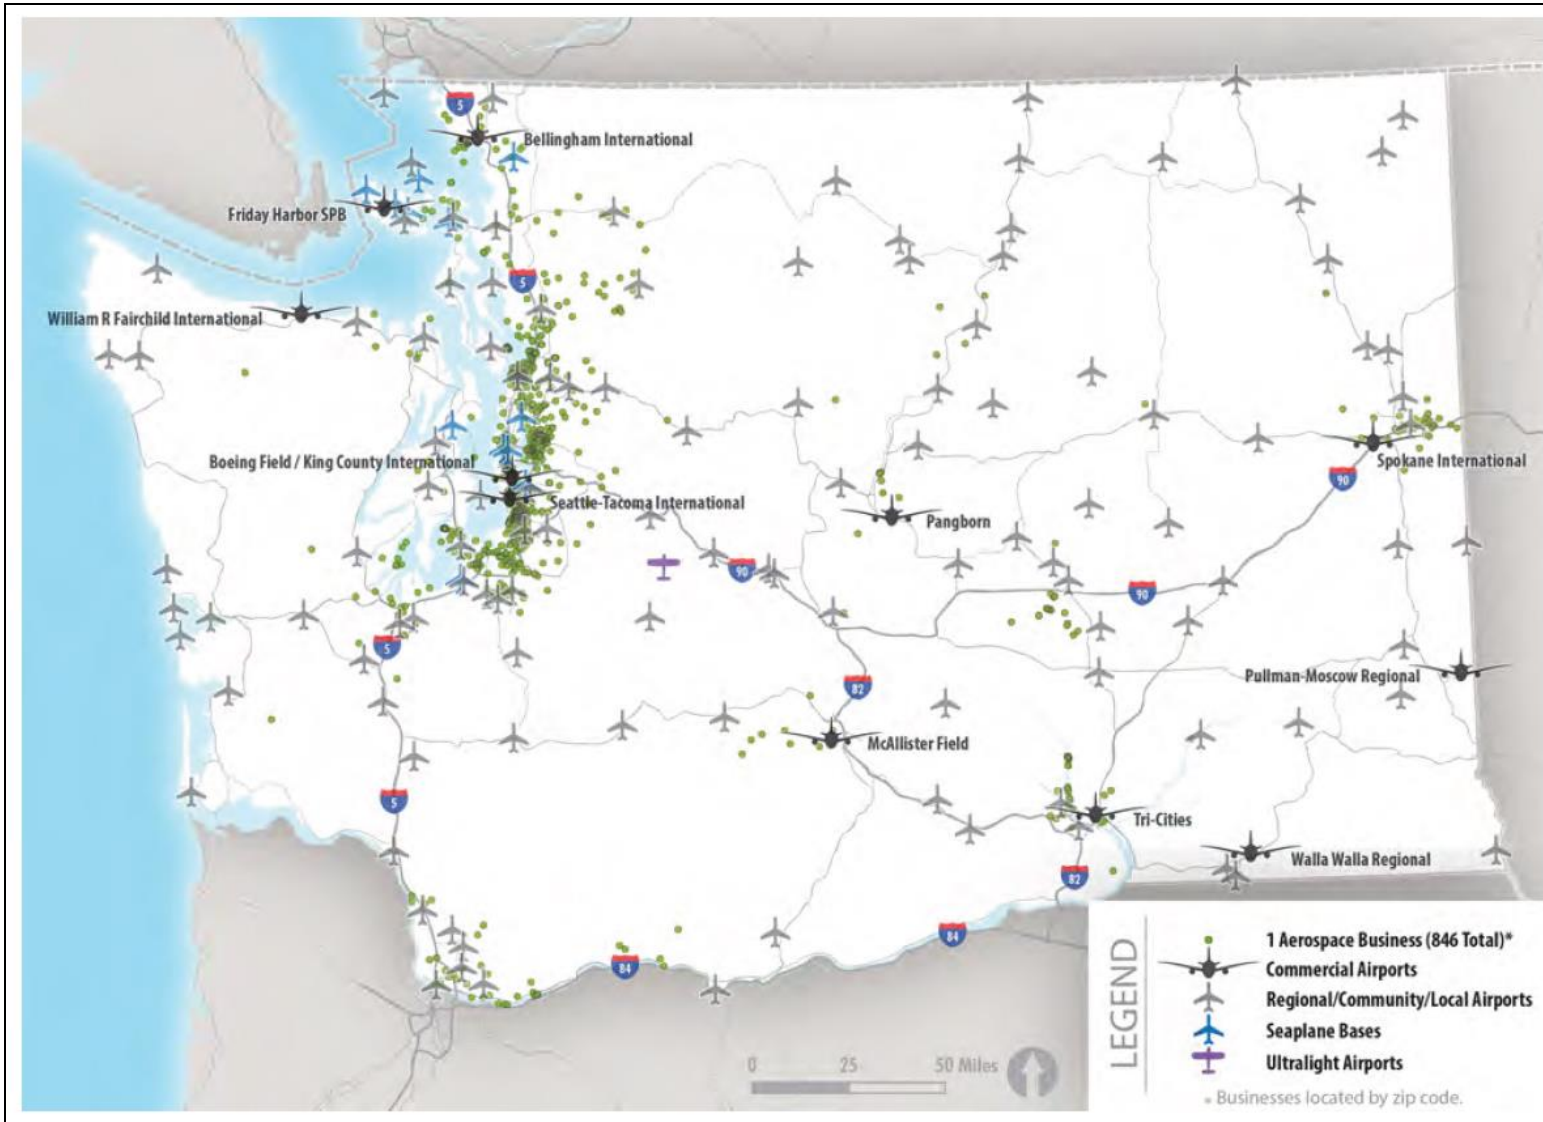 5
Bellingham International
Friday Harbor SPB
5
William R Fairchild International
Boeing Field / King County International
Spokane International
90
Seattle-Tacoma International
Pangborn
90
90
5
Pullman-Moscow Regional
82
McAllister Field
5
Tri-Cities
Walla Walla Regional
82
84
84
LEGEND
1 Aerospace Business (846 Total)*
Commercial Airports
Regional/Community/Local Airports
Seaplane Bases
Ultralight Airports
* Businesses located by zip code.
0 25 50 Miles